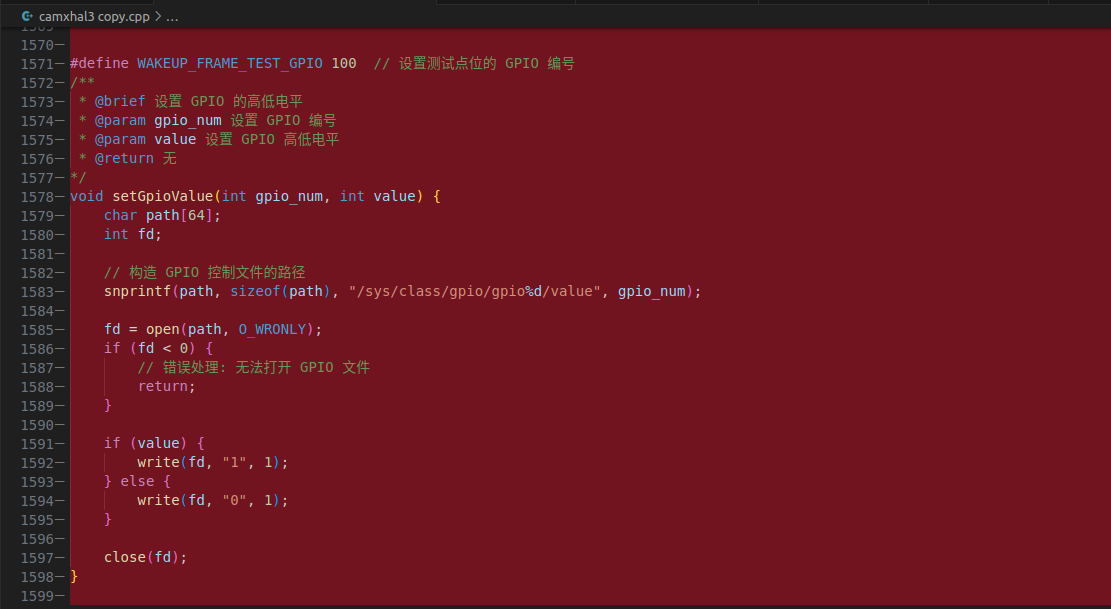 camxhal3 copy.cpp > ...
1570
1571 #define WAKEUP_FRAME_TEST_GPIO 100  // 设置测试点位的 GPIO 编号
1572 /**
1573  * @brief 设置 GPIO 的高低电平
1574  * @param gpio_num 设置 GPIO 编号
1575  * @param value 设置 GPIO 高低电平
1576  * @return 无
1577 */
1578 void setGpioValue(int gpio_num, int value) {
1579     char path[64];
1580     int fd;
1581
1582     // 构造 GPIO 控制文件的路径
1583     snprintf(path, sizeof(path), "/sys/class/gpio/gpio%d/value", gpio_num);
1584
1585     fd = open(path, O_WRONLY);
1586     if (fd < 0) {
1587         // 错误处理: 无法打开 GPIO 文件
1588         return;
1589     }
1590
1591     if (value) {
1592         write(fd, "1", 1);
1593     } else {
1594         write(fd, "0", 1);
1595     }
1596
1597     close(fd);
1598 }
1599